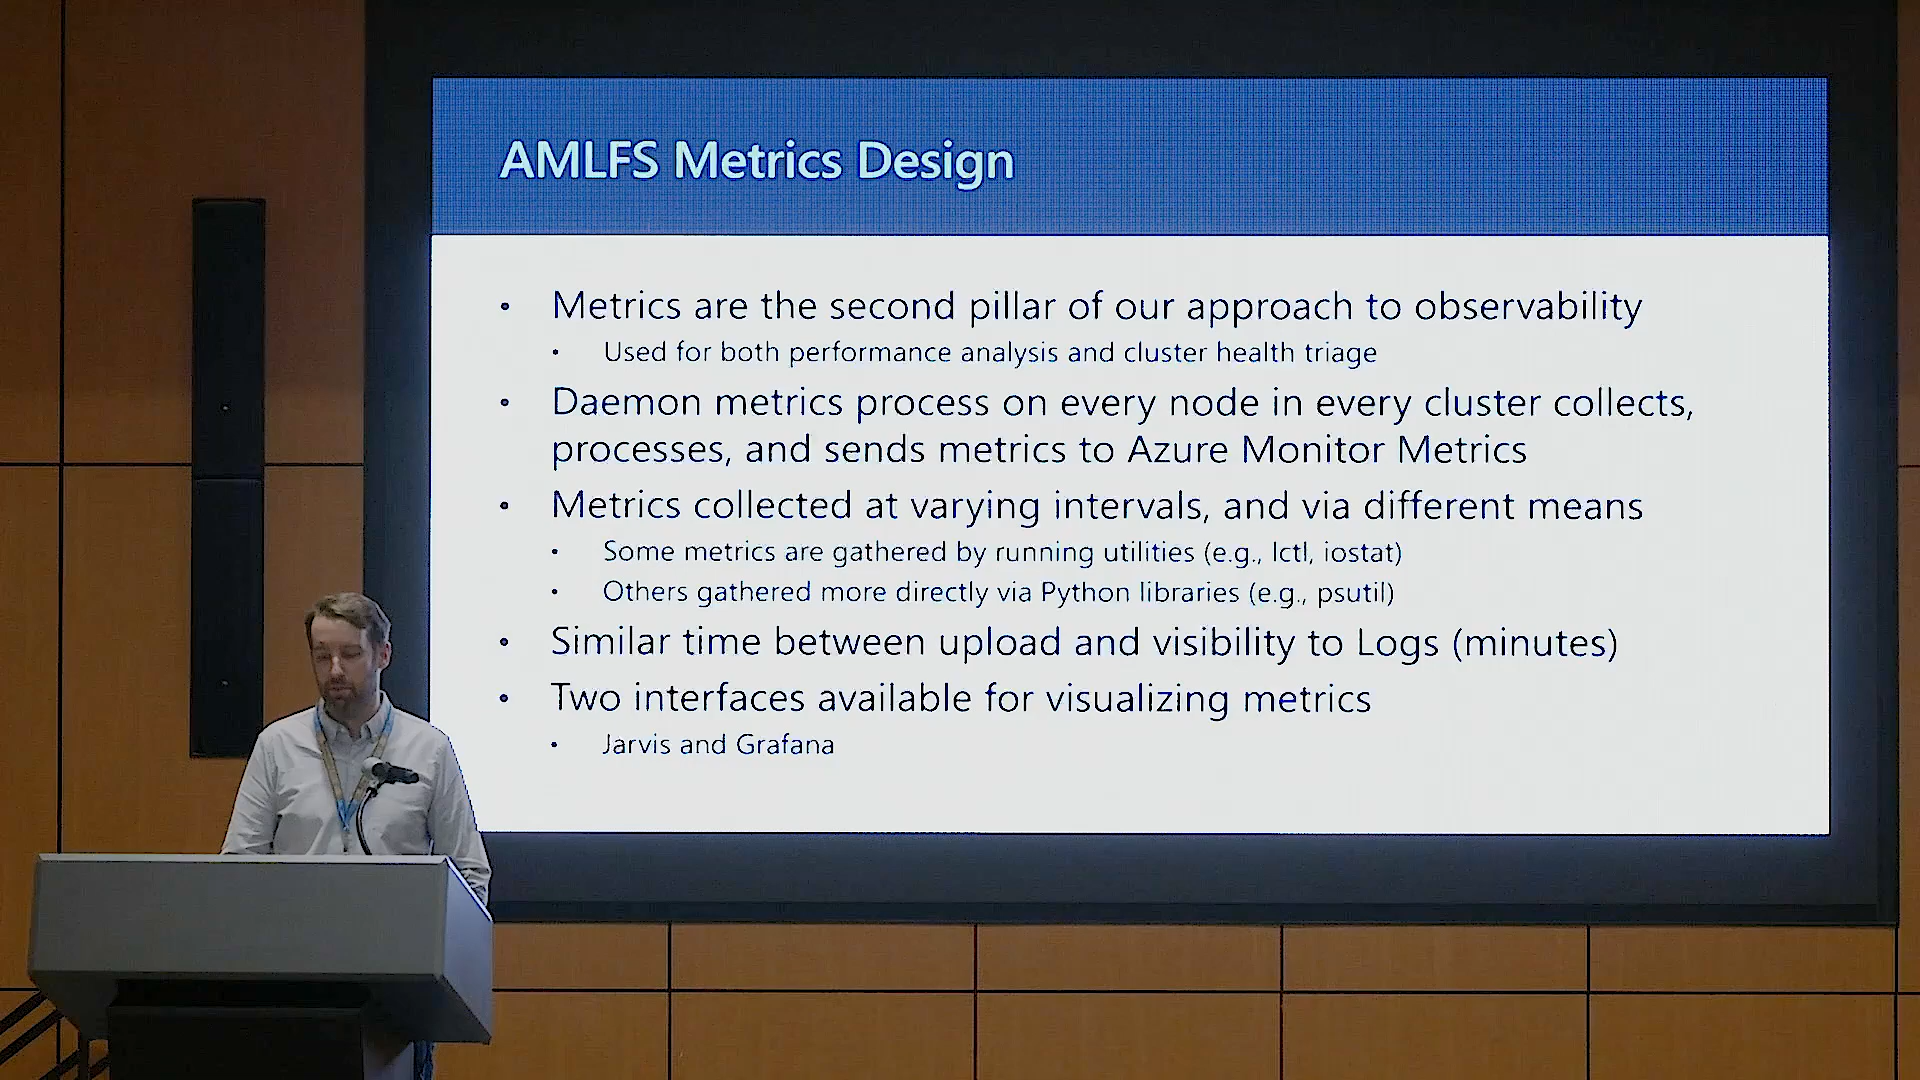 AMLFS Metrics Design
• Metrics are the second pillar of our approach to observability
• Used for both performance analysis and cluster health triage
• Daemon metrics process on every node in every cluster collects,
processes, and sends metrics to Azure Monitor Metrics
• Metrics collected at varying intervals, and via different means
• Some metrics are gathered by running utilities (e.g., lctl, iostat)
• Others gathered more directly via Python libraries (e.g., psutil)
• Similar time between upload and visibility to Logs (minutes)
• Two interfaces available for visualizing metrics
• Jarvis and Grafana